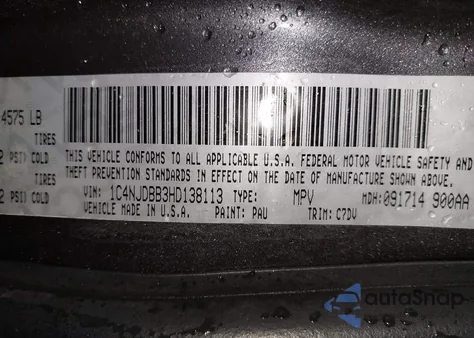 4575 LB
TIRES
PSI) COLD
TIRES
PSI) COLD
THIS VEHICLE CONFORMS TO ALL APPLICABLE U.S.A. FEDERAL MOTOR VEHICLE SAFETY AND
THEFT PREVENTION STANDARDS IN EFFECT ON THE DATE OF MANUFACTURE SHOWN ABOVE.
VIN: 1C4NJDBB3HD138113 TYPE: MPV MDH: 091714 900AA
VEHICLE MADE IN U.S.A. PAINT: PAU TRIM: C7DV
autoSnap